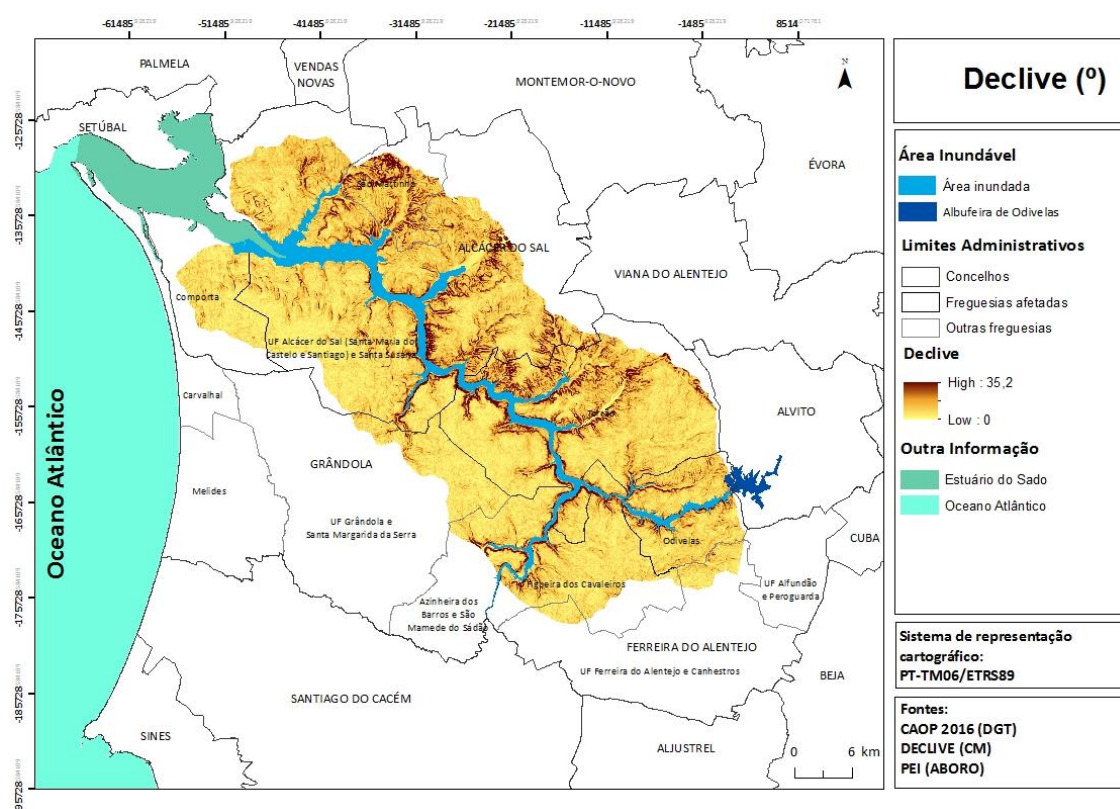 -61485
-51485
-41485
-31485
-21485
-11485
-1485
8514
-125728
-135728
-145728
-155728
-165728
-175728
-185728
95728
PALMELA
VENDAS
NOVAS
MONTEMOR-O-NOVO
SETÚBAL
ÉVORA
N
ALCÁCER DO SAL
VIANA DO ALENTEJO
Comporta
UF Alcácer do Sal (Santa Maria do
Castelo e Santiago) e Santa Susana
Carvalhal
ALVITO
GRÂNDOLA
Melides
UF Grândola e
Santa Margarida da Serra
Odivelas
CUBA
Figueira dos Cavaleiros
UF Alfundão
e Peroguarda
Azinheira dos
Barros e São
Mamede do Sádão
FERREIRA DO ALENTEJO
UF Ferreira do Alentejo e Canhestros
BEJA
SANTIAGO DO CACÉM
SINES
ALJUSTREL
0 6 km
Oceano Atlântico
Declive (º)
Área Inundável
Área inundada
Albufeira de Odivelas
Limites Administrativos
Concelhos
Freguesias afetadas
Outras freguesias
Declive
High : 35,2
Low : 0
Outra Informação
Estuário do Sado
Oceano Atlântico
Sistema de representação
cartográfico:
PT-TM06/ETRS89
Fontes:
CAOP 2016 (DGT)
DECLIVE (CM)
PEI (ABORO)